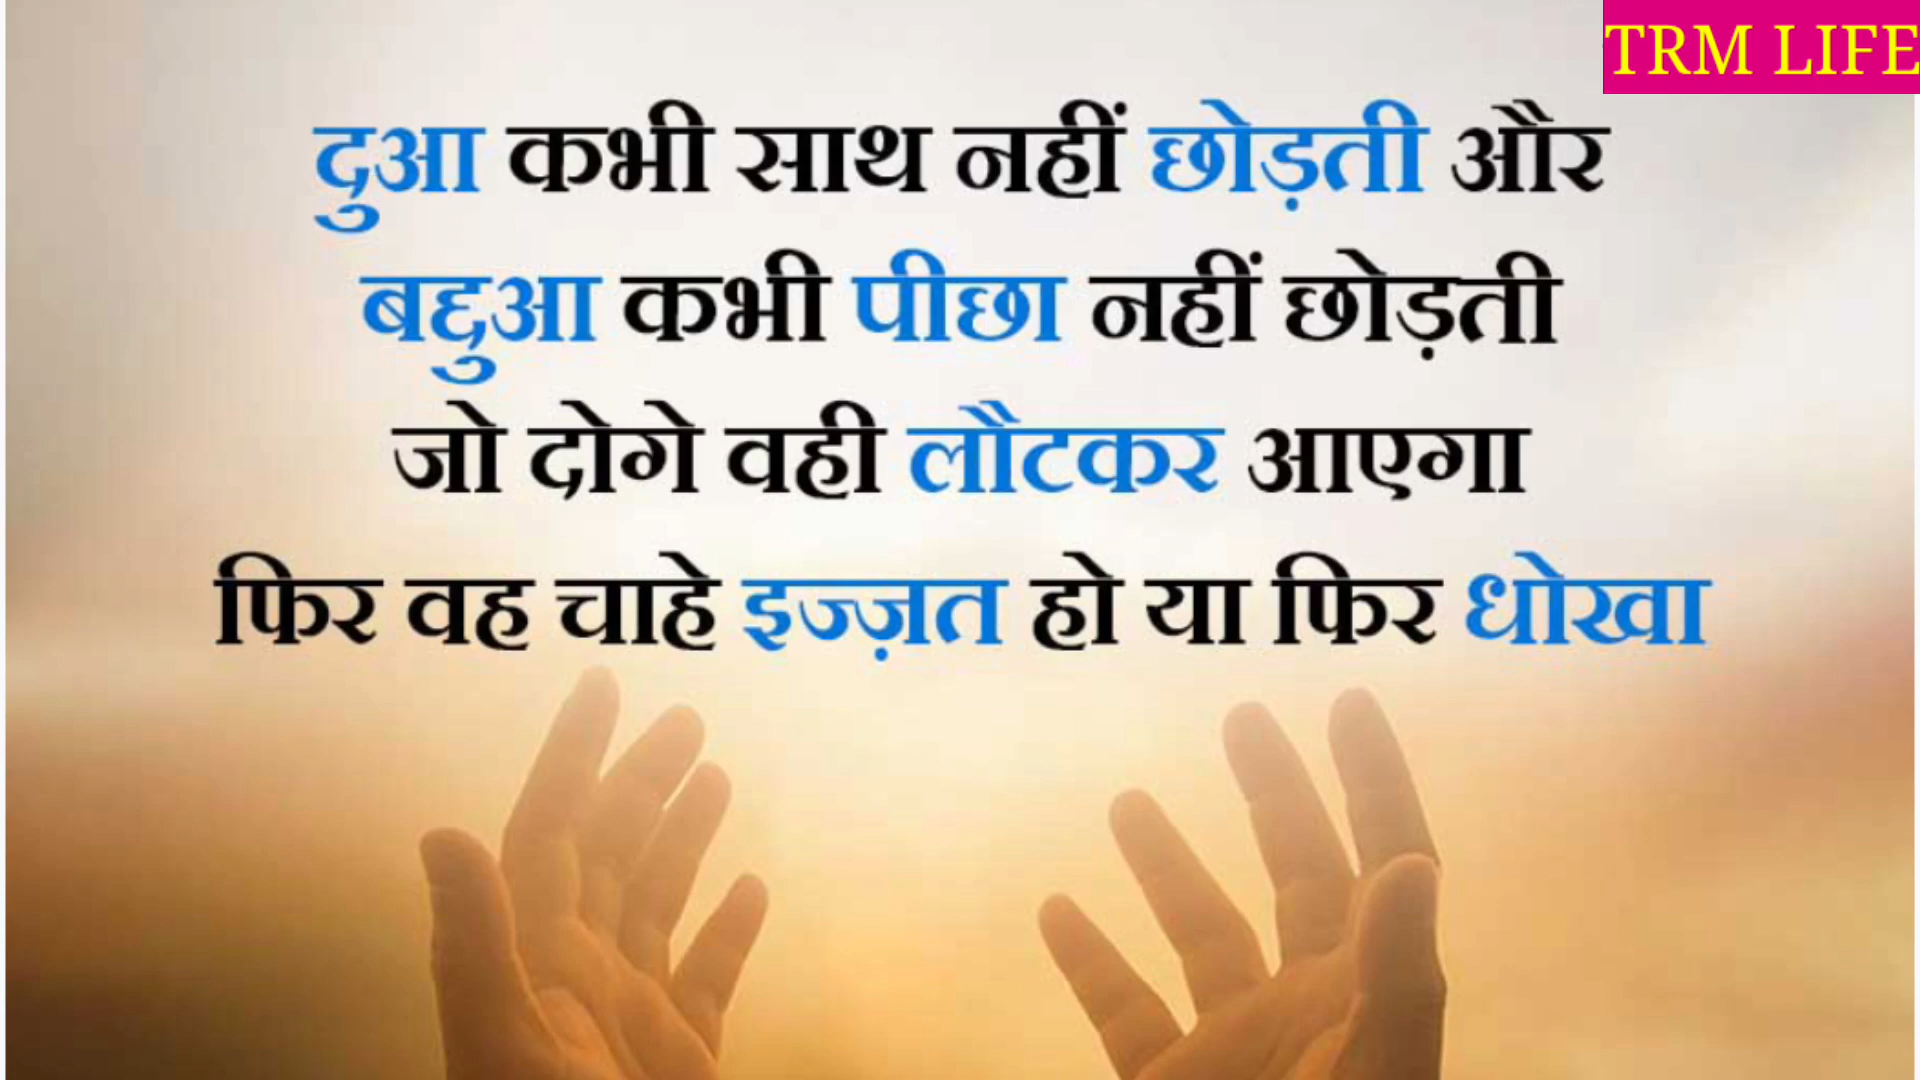 TRM LIFE
दुआ कभी साथ नहीं छोड़ती और
बद्दुआ कभी पीछा नहीं छोड़ती
जो दोगे वही लौटकर आएगा
फिर वह चाहे इज्ज़त हो या फिर धोखा